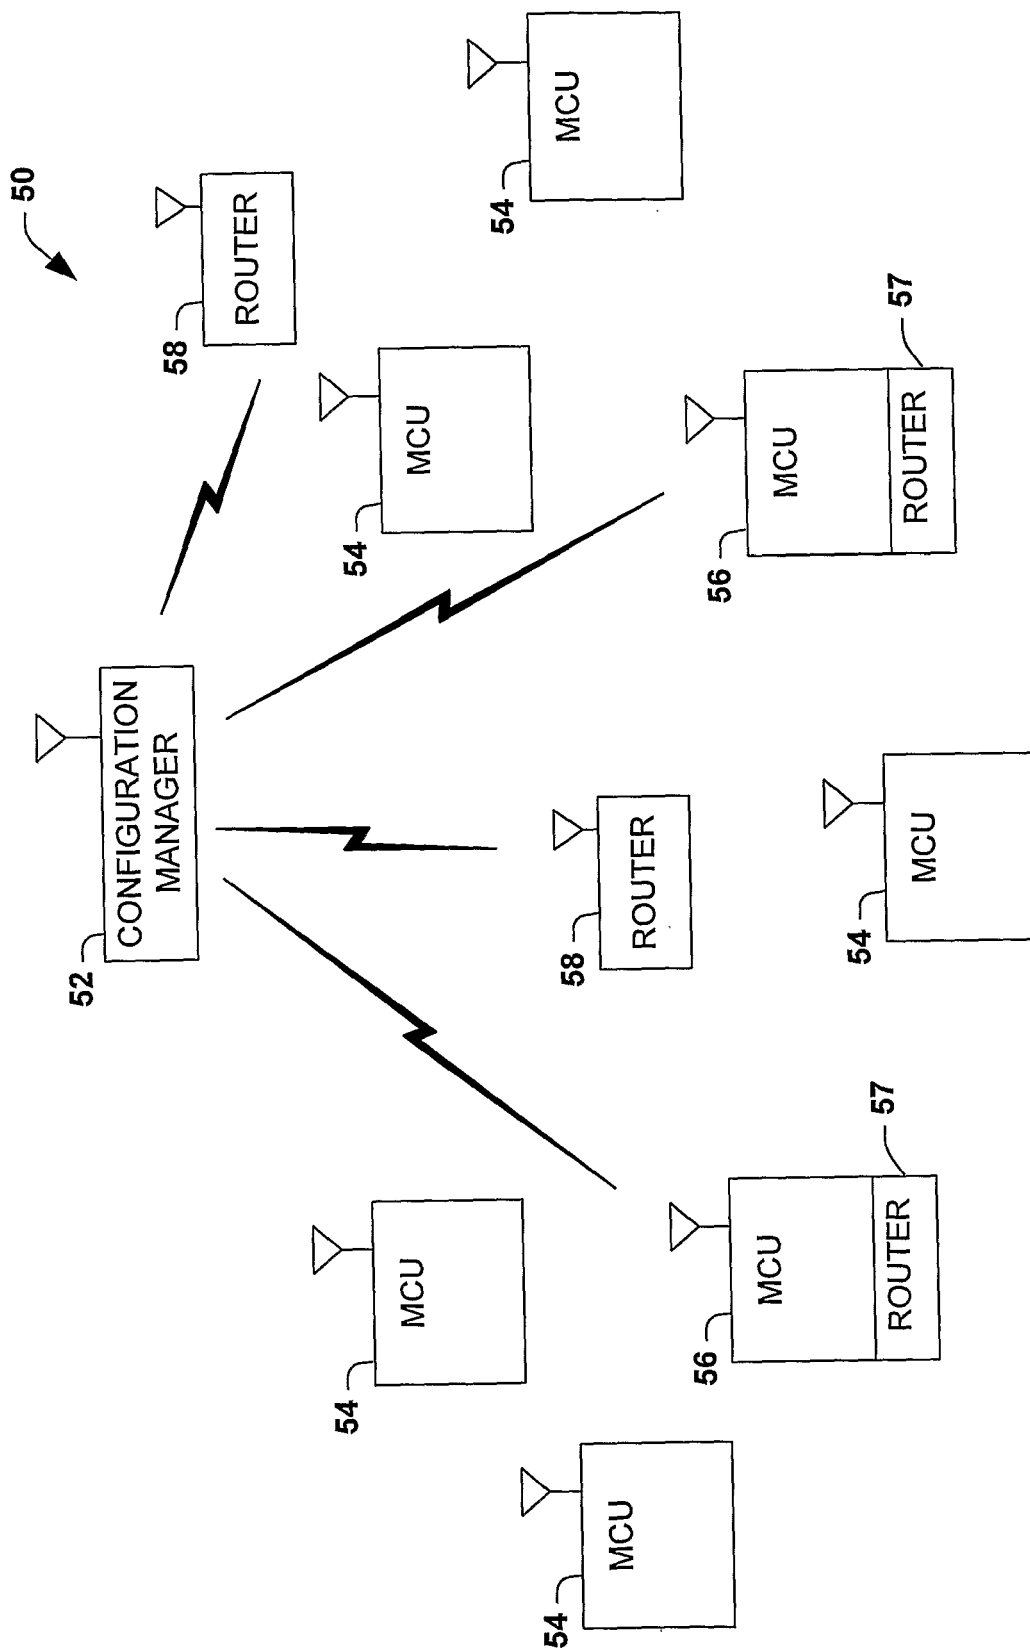 50
52
CONFIGURATION
MANAGER
58
ROUTER
54
MCU
54
MCU
54
MCU
58
ROUTER
56
MCU
ROUTER
57
54
MCU
56
MCU
ROUTER
57
54
MCU